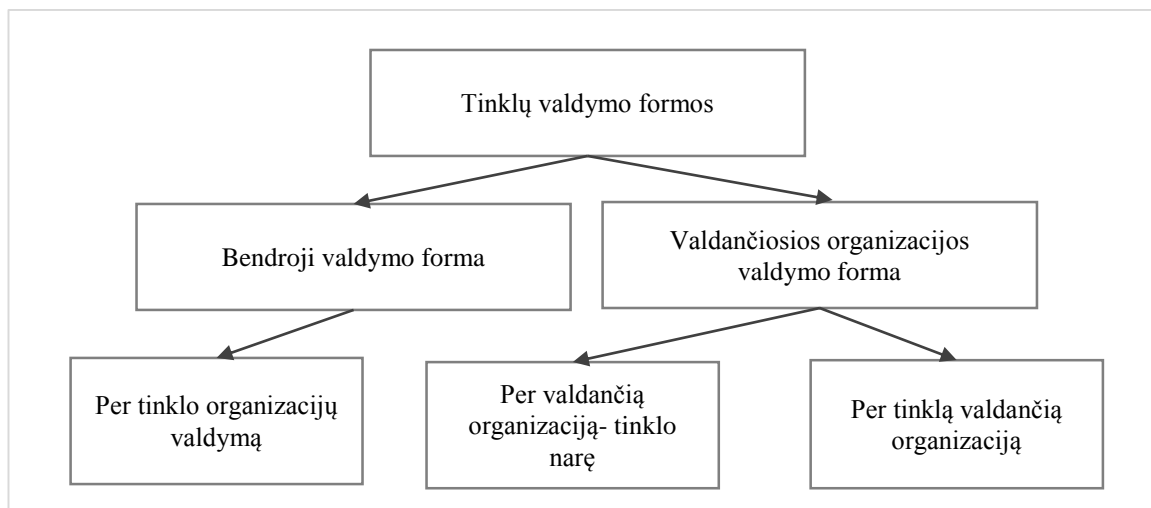 Tinklų valdymo formos
Bendroji valdymo forma
Valdančiosios organizacijos
valdymo forma
Per tinklo organizacijų
valdymą
Per valdančią
organizaciją- tinklo
narę
Per tinklą valdančią
organizaciją